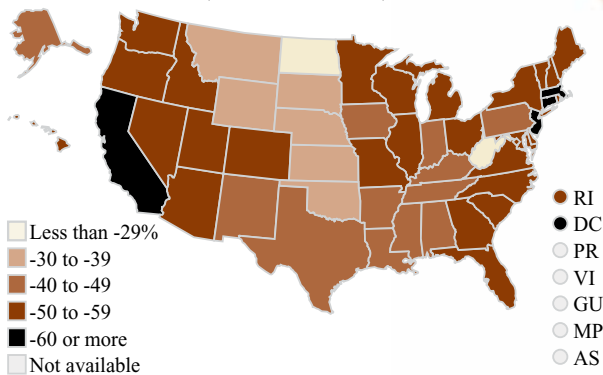 Less than -29%
-30 to -39
-40 to -49
-50 to -59
-60 or more
Not available
RI
DC
PR
VI
GU
MP
AS